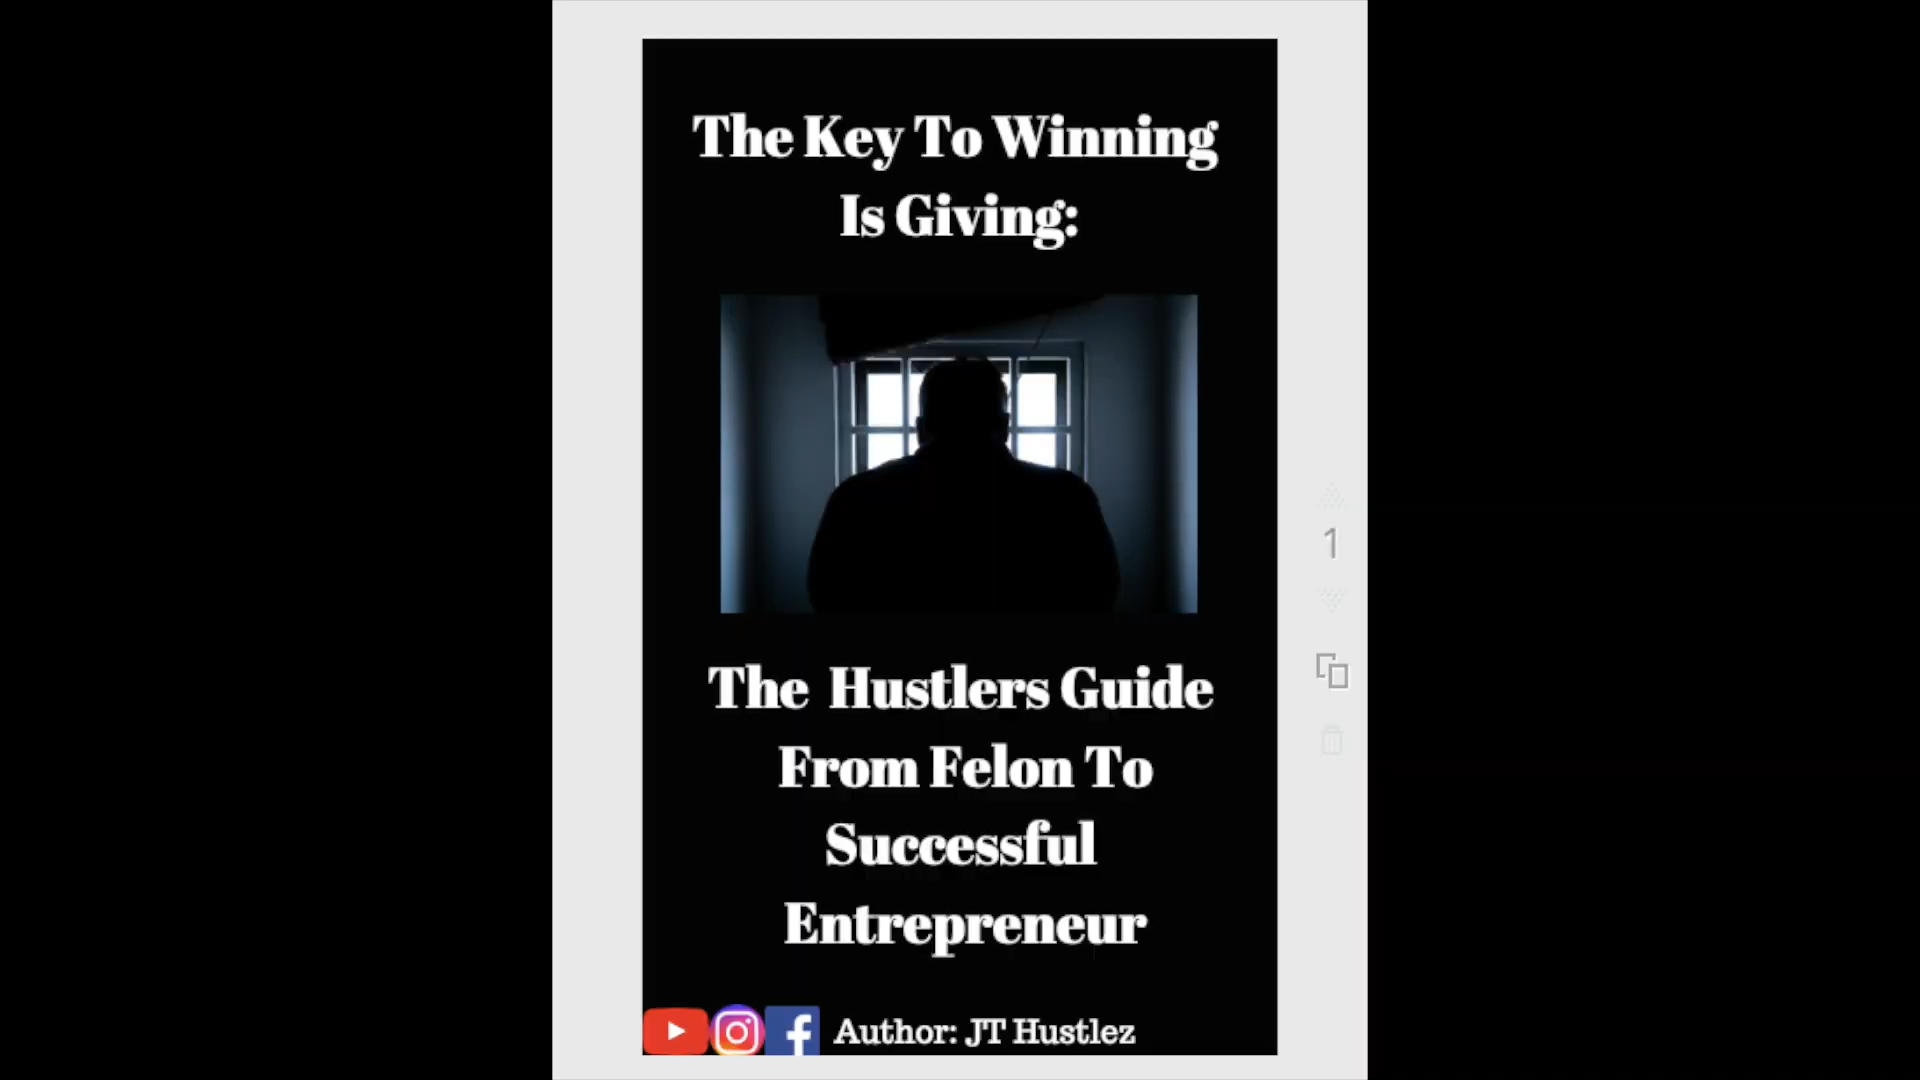 The Key To Winning
Is Giving:
The Hustlers Guide
From Felon To
Successful
Entrepreneur
Author: JT Hustlez
1